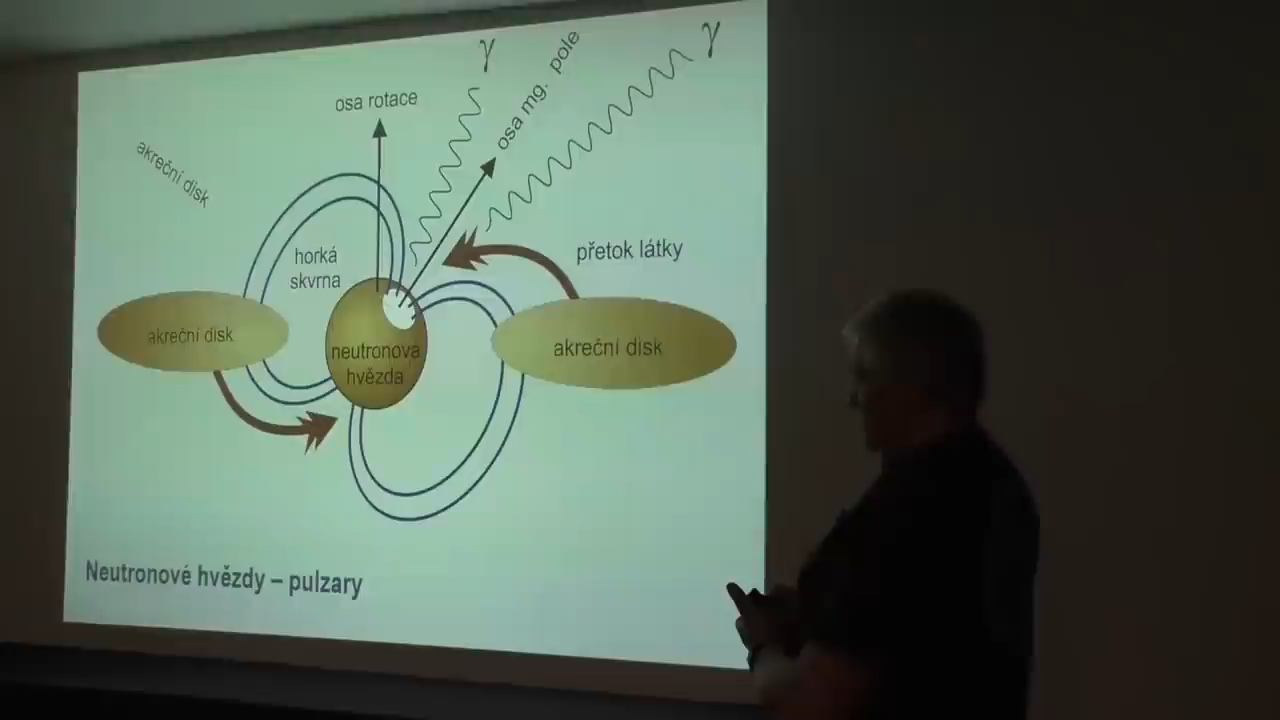 γ
γ
osa mg. pole
osa rotace
akreční disk
horká
skvrna
přetok látky
akreční disk
neutronova
hvězda
akreční disk
Neutronové hvězdy – pulzary